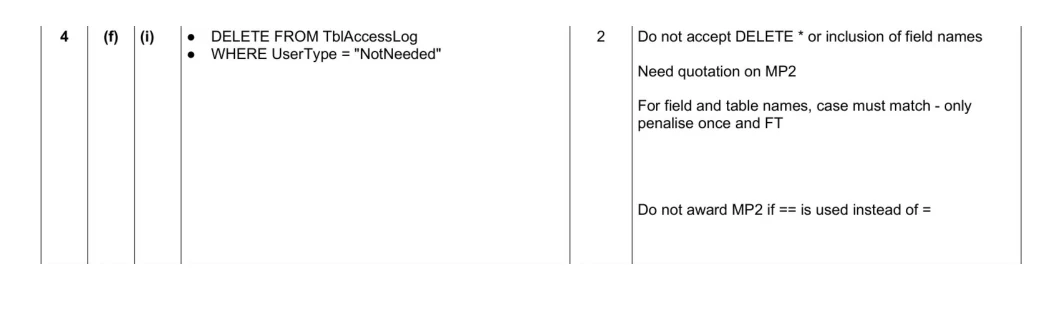 4 (f) (i) ● DELETE FROM TblAccessLog 2 Do not accept DELETE * or inclusion of field names
● WHERE UserType = "NotNeeded"
Need quotation on MP2
For field and table names, case must match - only
penalise once and FT
Do not award MP2 if == is used instead of =